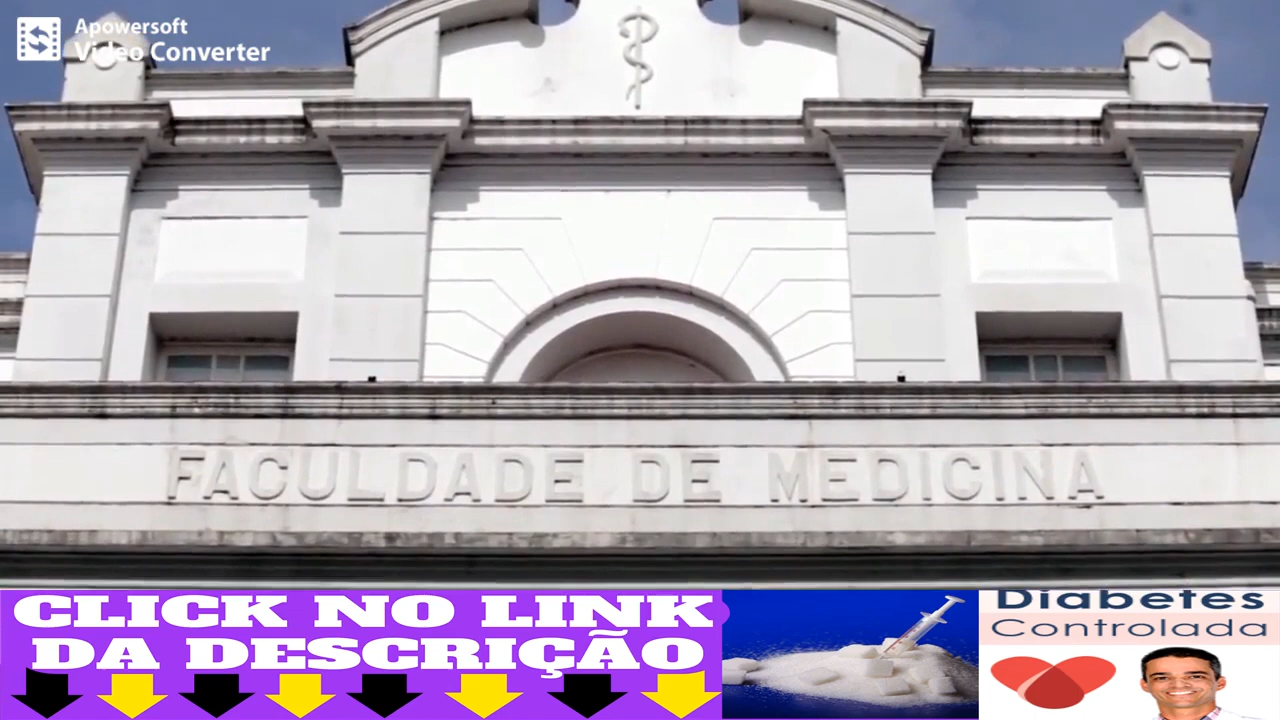 Apowersoft
Video Converter
FACULDADE DE MEDICINA
CLICK NO LINK
DA DESCRIÇÃO
Diabetes
Controlada